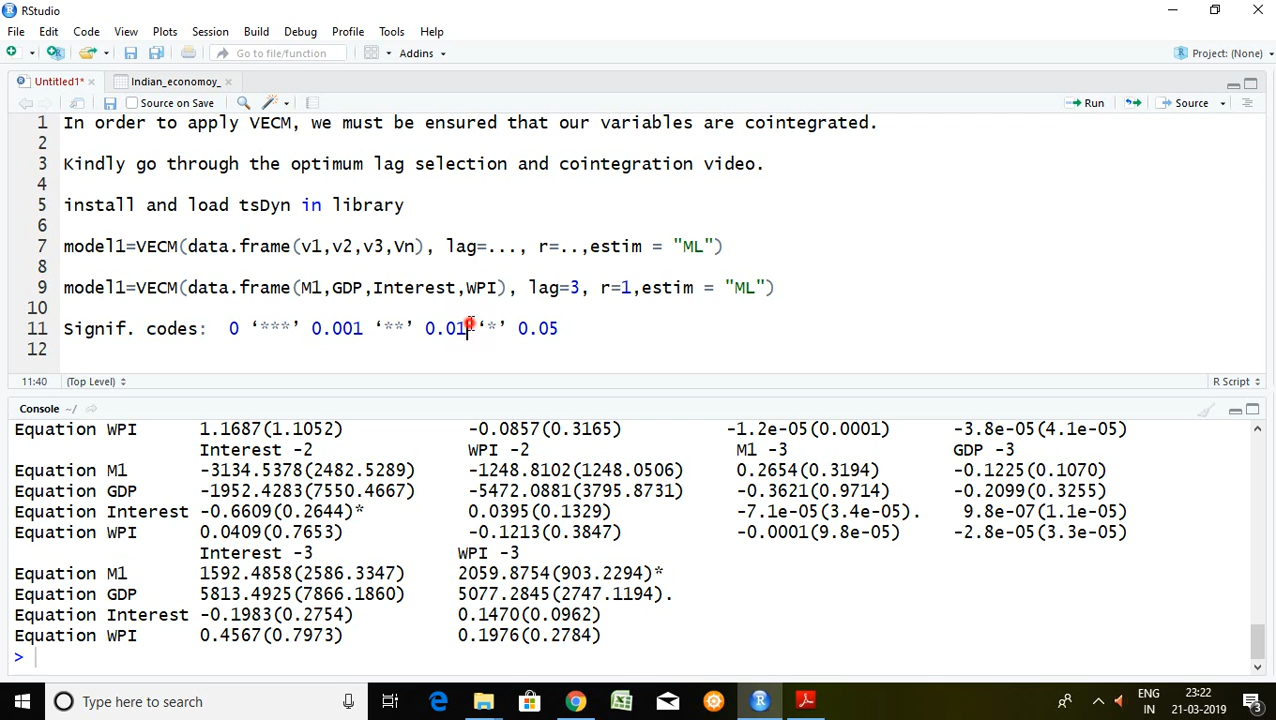 RStudio
File Edit Code View Plots Session Build Debug Profile Tools Help
Go to file/function Addins Project: (None)
Untitled1* Indian_economoy_
Source on Save Run Source
1 In order to apply VECM, we must be ensured that our variables are cointegrated.
2
3 Kindly go through the optimum lag selection and cointegration video.
4
5 install and load tsDyn in library
6
7 model1=VECM(data.frame(v1,v2,v3,Vn), lag=..., r=..,estim = "ML")
8
9 model1=VECM(data.frame(M1,GDP,Interest,WPI), lag=3, r=1,estim = "ML")
10
11 Signif. codes:  0 ‘***’ 0.001 ‘**’ 0.01 ‘*’ 0.05
12
11:40 (Top Level) R Script
Console ~/
Equation WPI 1.1687(1.1052) -0.0857(0.3165) -1.2e-05(0.0001) -3.8e-05(4.1e-05)
Interest -2 WPI -2 M1 -3 GDP -3
Equation M1 -3134.5378(2482.5289) -1248.8102(1248.0506) 0.2654(0.3194) -0.1225(0.1070)
Equation GDP -1952.4283(7550.4667) -5472.0881(3795.8731) -0.3621(0.9714) -0.2099(0.3255)
Equation Interest -0.6609(0.2644)* 0.0395(0.1329) -7.1e-05(3.4e-05). 9.8e-07(1.1e-05)
Equation WPI 0.0409(0.7653) -0.1213(0.3847) -0.0001(9.8e-05) -2.8e-05(3.3e-05)
Interest -3 WPI -3
Equation M1 1592.4858(2586.3347) 2059.8754(903.2294)*
Equation GDP 5813.4925(7866.1860) 5077.2845(2747.1194).
Equation Interest -0.1983(0.2754) 0.1470(0.0962)
Equation WPI 0.4567(0.7973) 0.1976(0.2784)
>
Type here to search ENG 23:22
IN 21-03-2019 3